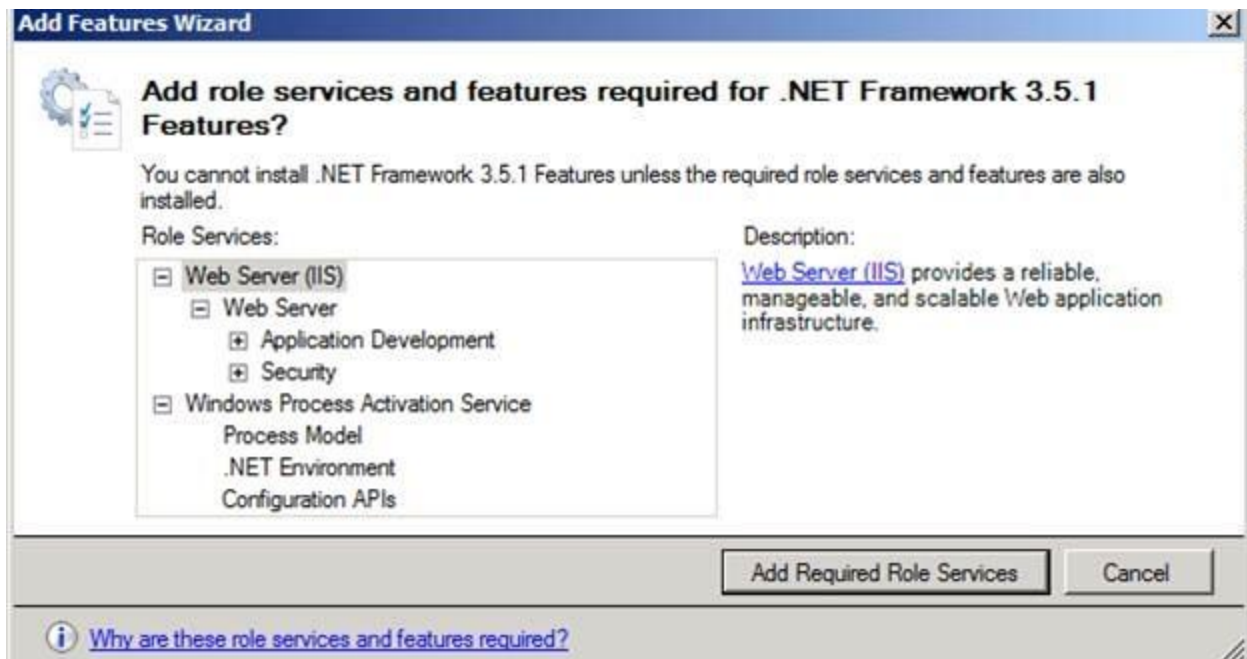 Add Features Wizard
Add role services and features required for .NET Framework 3.5.1
Features?
You cannot install .NET Framework 3.5.1 Features unless the required role services and features are also
installed.
Role Services:
Web Server (IIS)
Web Server
Application Development
Security
Windows Process Activation Service
Process Model
.NET Environment
Configuration APIs
Description:
Web Server (IIS) provides a reliable,
manageable, and scalable Web application
infrastructure.
Add Required Role Services
Cancel
Why are these role services and features required?